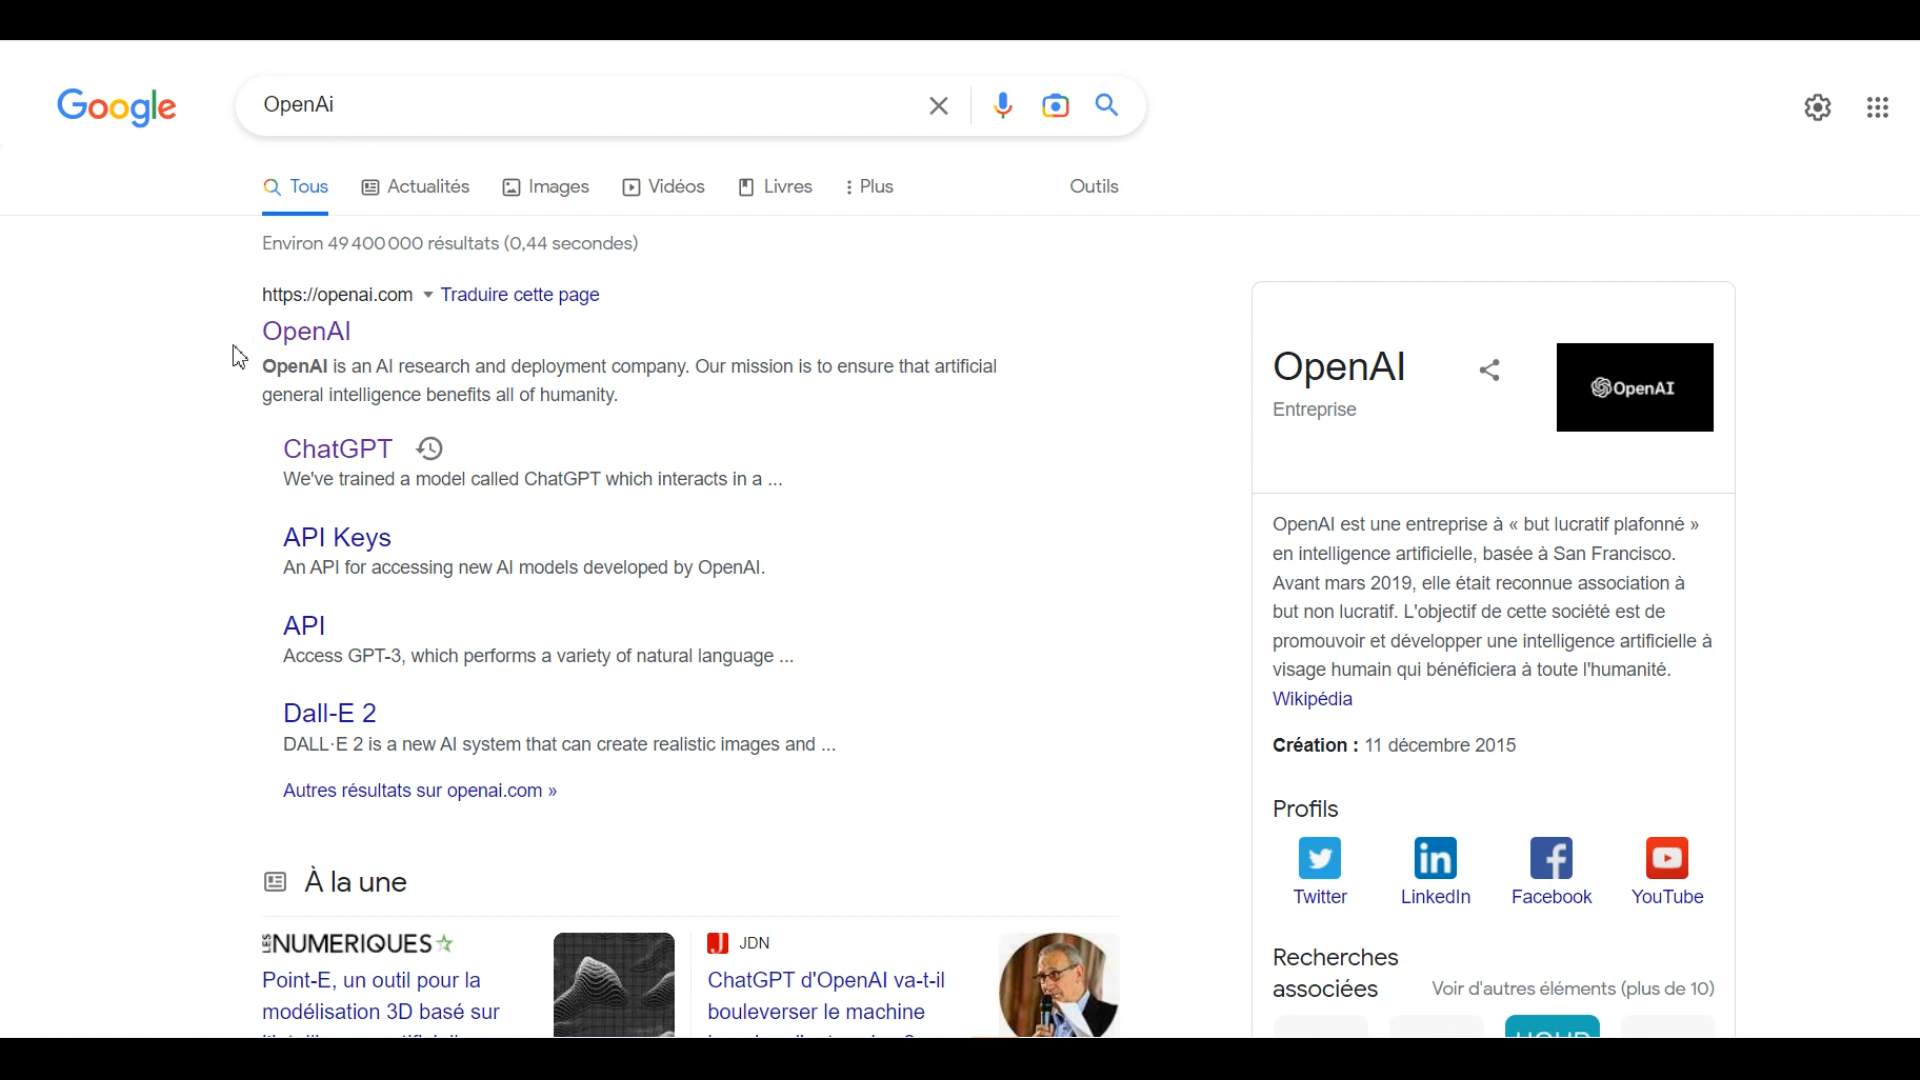 Google
OpenAi
Tous
Actualités
Images
Vidéos
Livres
Plus
Outils
Environ 49 400 000 résultats (0,44 secondes)
https://openai.com
Traduire cette page
OpenAI
OpenAI is an AI research and deployment company. Our mission is to ensure that artificial
general intelligence benefits all of humanity.
ChatGPT
We've trained a model called ChatGPT which interacts in a ...
API Keys
An API for accessing new AI models developed by OpenAI.
API
Access GPT-3, which performs a variety of natural language ...
Dall-E 2
DALL·E 2 is a new AI system that can create realistic images and ...
Autres résultats sur openai.com »
À la une
LES NUMERIQUES
Point-E, un outil pour la
modélisation 3D basé sur
JDN
ChatGPT d'OpenAI va-t-il
bouleverser le machine
OpenAI
Entreprise
OpenAI
OpenAI est une entreprise à « but lucratif plafonné »
en intelligence artificielle, basée à San Francisco.
Avant mars 2019, elle était reconnue association à
but non lucratif. L'objectif de cette société est de
promouvoir et développer une intelligence artificielle à
visage humain qui bénéficiera à toute l'humanité.
Wikipédia
Création : 11 décembre 2015
Profils
Twitter
LinkedIn
Facebook
YouTube
Recherches
associées
Voir d'autres éléments (plus de 10)